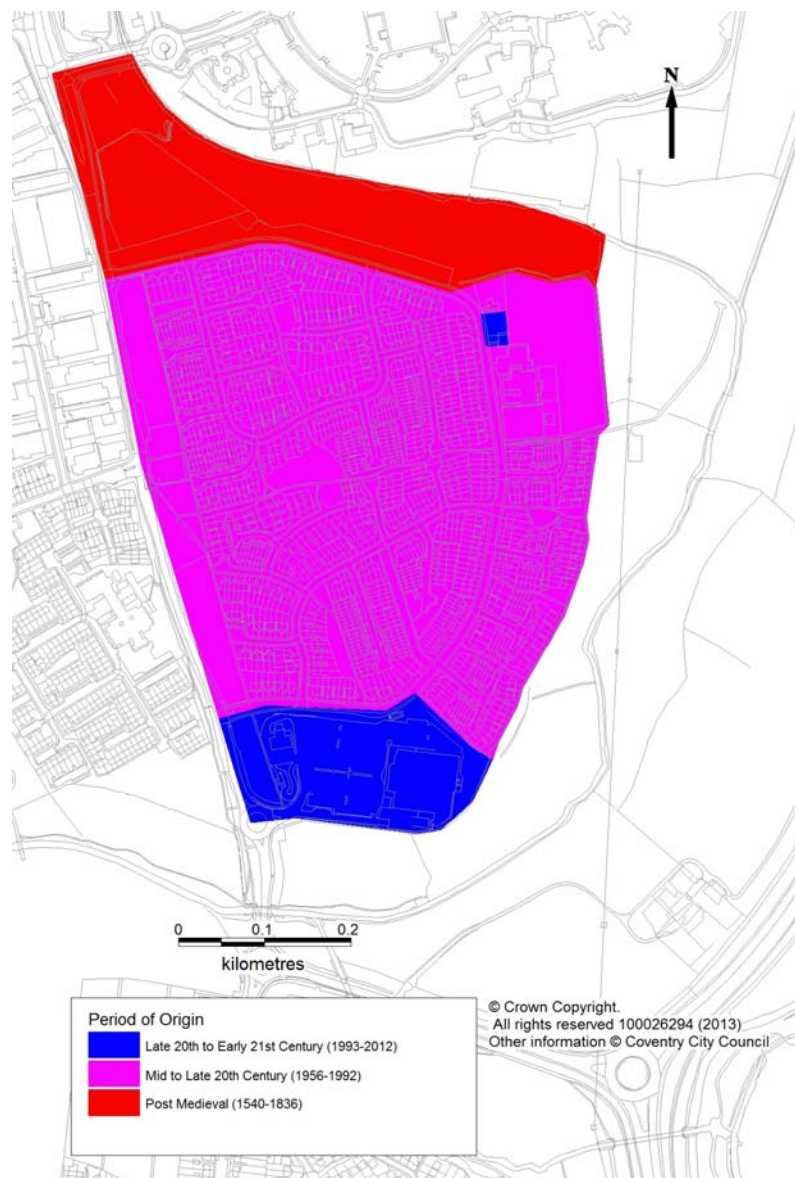 N
0 0.1 0.2
kilometres
© Crown Copyright.
All rights reserved 100026294 (2013)
Other information © Coventry City Council
Period of Origin
Late 20th to Early 21st Century (1993-2012)
Mid to Late 20th Century (1956-1992)
Post Medieval (1540-1836)